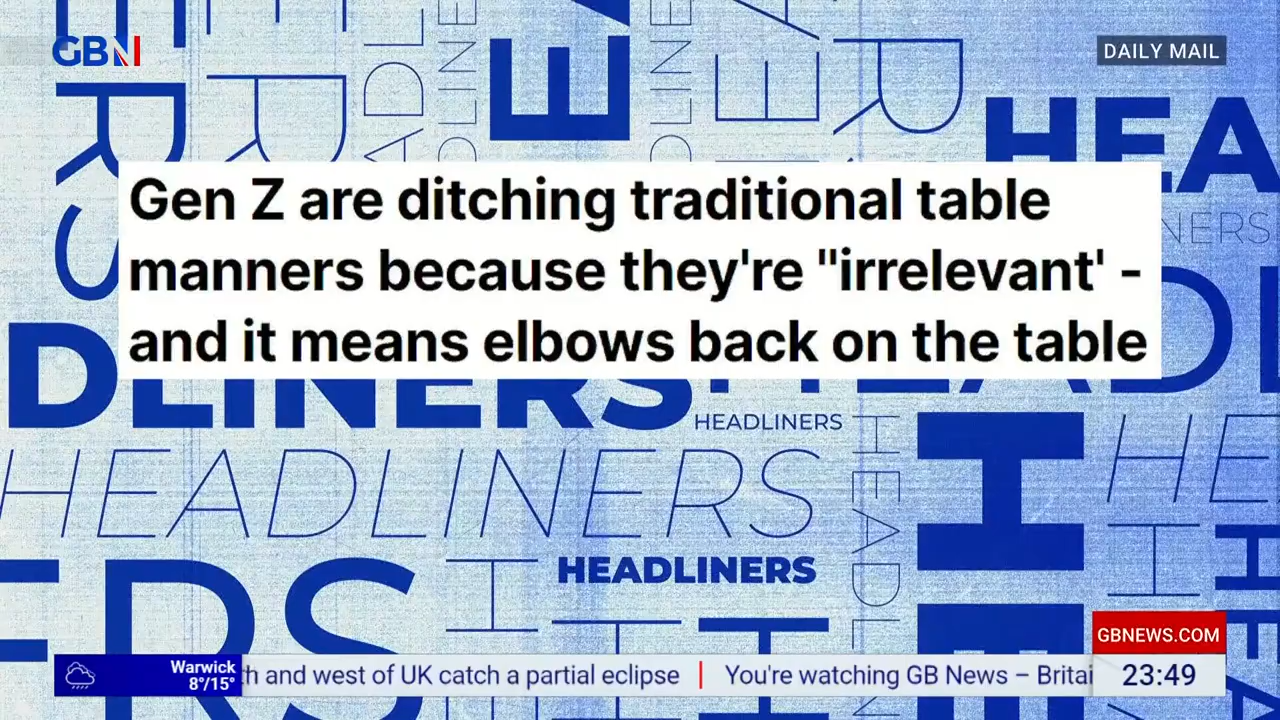 GBN
DAILY MAIL
Gen Z are ditching traditional table
manners because they're "irrelevant' -
and it means elbows back on the table
HEADLINERS
HEADLINERS
HEADLINERS
GBNEWS.COM
Warwick
8°/15°
h and west of UK catch a partial eclipse | You're watching GB News – Britai
23:49